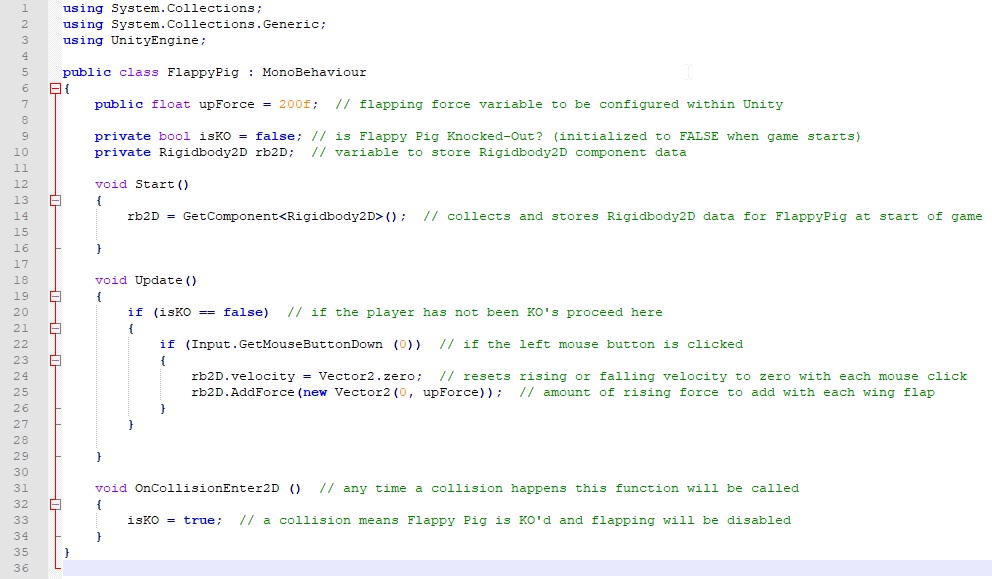 1 using System.Collections;
2 using System.Collections.Generic;
3 using UnityEngine;
4
5 public class FlappyPig : MonoBehaviour
6 {
7     public float upForce = 200f;  // flapping force variable to be configured within Unity
8
9     private bool isKO = false; // is Flappy Pig Knocked-Out? (initialized to FALSE when game starts)
10     private Rigidbody2D rb2D;  // variable to store Rigidbody2D component data
11
12     void Start()
13     {
14         rb2D = GetComponent<Rigidbody2D>();  // collects and stores Rigidbody2D data for FlappyPig at start of game
15
16     }
17
18     void Update()
19     {
20         if (isKO == false)  // if the player has not been KO's proceed here
21         {
22             if (Input.GetMouseButtonDown (0))  // if the left mouse button is clicked
23             {
24                 rb2D.velocity = Vector2.zero;  // resets rising or falling velocity to zero with each mouse click
25                 rb2D.AddForce(new Vector2(0, upForce));  // amount of rising force to add with each wing flap
26             }
27         }
28
29     }
30
31     void OnCollisionEnter2D ()  // any time a collision happens this function will be called
32     {
33         isKO = true;  // a collision means Flappy Pig is KO'd and flapping will be disabled
34     }
35 }
36